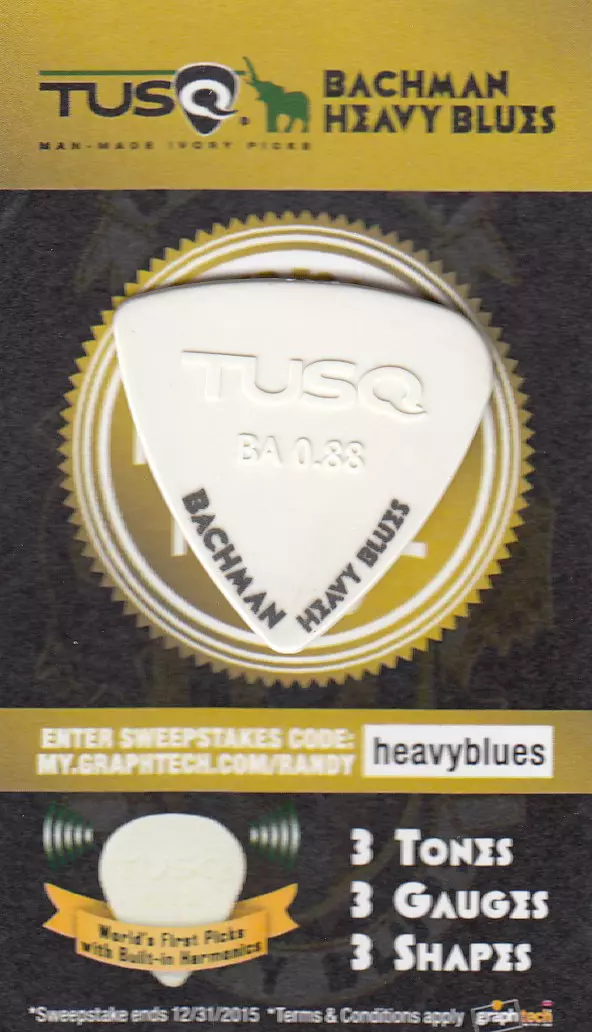 TUSQ. BACHMAN
HEAVY BLUES
MAN-MADE IVORY PICKS
TUSQ
BA 0.88
BACHMAN HEAVY BLUES
ENTER SWEEPSTAKES CODE:
MY.GRAPHTECH.COM/RANDY
heavyblues
TUSQ
World's First Picks
with Built-in Harmonics
3 TONES
3 GAUGES
3 SHAPES
*Sweepstake ends 12/31/2015 *Terms & Conditions apply graphtech